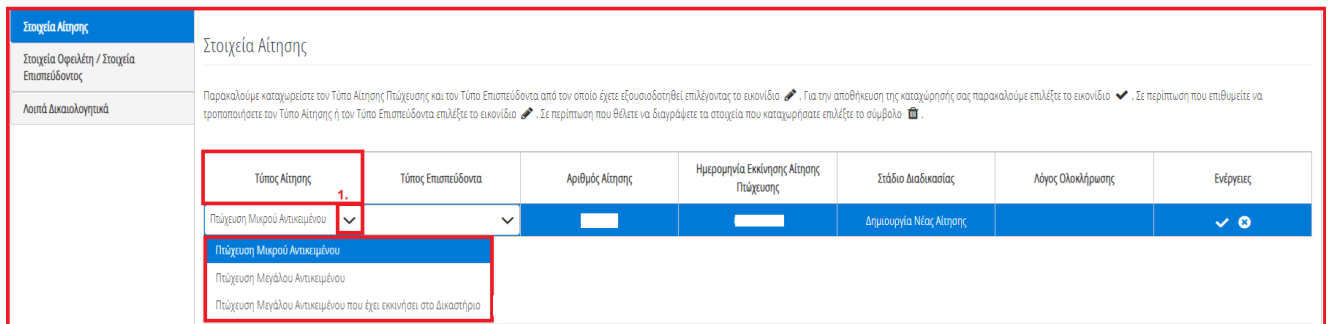 Στοιχεία Αίτησης
Στοιχεία Οφειλέτη / Στοιχεία
Επισπεύδοντος
Λοιπά Δικαιολογητικά
Στοιχεία Αίτησης
Παρακαλούμε καταχωρείστε τον Τύπο Αίτησης Πτώχευσης και τον Τύπο Επισπεύδοντα από τον οποίο έχετε εξουσιοδοτηθεί επιλέγοντας το εικονίδιο . Για την αποθήκευση της καταχώρησής σας παρακαλούμε επιλέξτε το εικονίδιο . Σε περίπτωση που επιθυμείτε να
τροποποιήσετε τον Τύπο Αίτησης ή τον Τύπο Επισπεύδοντα επιλέξτε το εικονίδιο . Σε περίπτωση που θέλετε να διαγράψετε τα στοιχεία που καταχωρήσατε επιλέξτε το σύμβολο .
Τύπος Αίτησης
1.
Τύπος Επισπεύδοντα
Αριθμός Αίτησης
Ημερομηνία Εκκίνησης Αίτησης
Πτώχευσης
Στάδιο Διαδικασίας
Λόγος Ολοκλήρωσης
Ενέργειες
Πτώχευση Μικρού Αντικειμένου
Δημιουργία Νέας Αίτησης
Πτώχευση Μικρού Αντικειμένου
Πτώχευση Μεγάλου Αντικειμένου
Πτώχευση Μεγάλου Αντικειμένου που έχει εκκινήσει στο Δικαστήριο